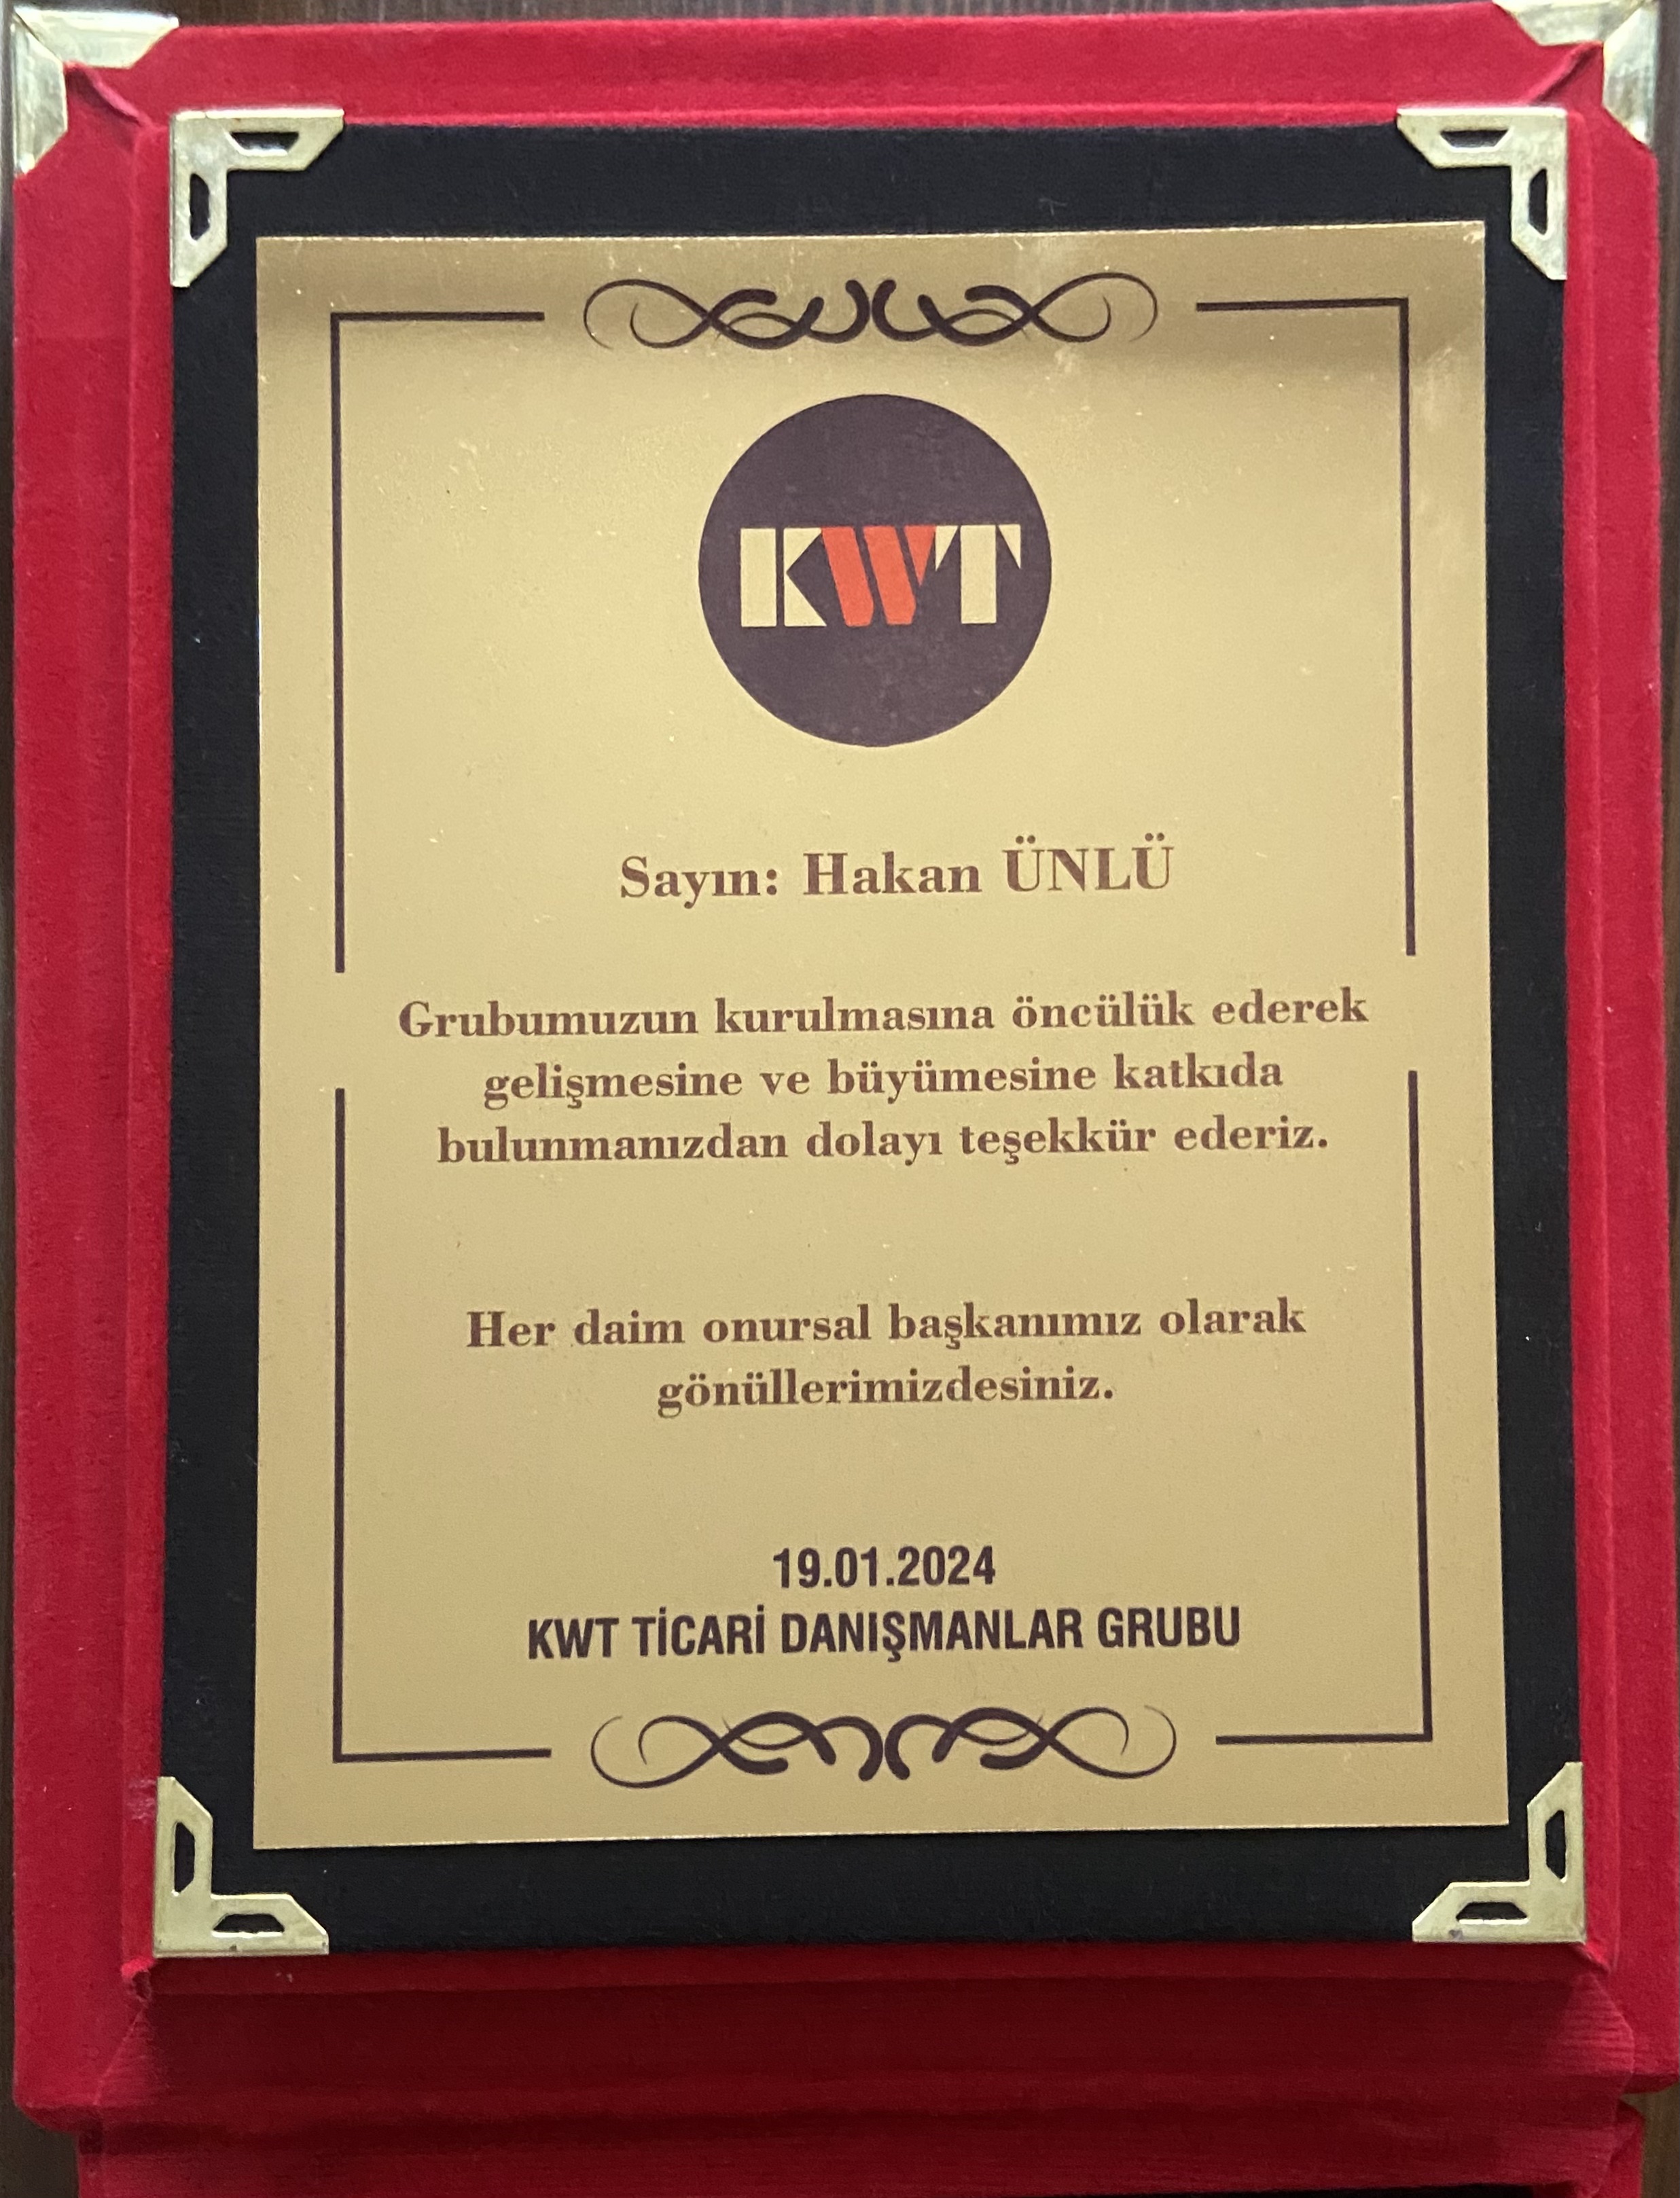 KWT
Sayın: Hakan ÜNLÜ
Grubumuzun kurulmasına öncülük ederek
gelişmesine ve büyümesine katkıda
bulunmanızdan dolayı teşekkür ederiz.
Her daim onursal başkanımız olarak
gönüllerimizdesiniz.
19.01.2024
KWT TİCARİ DANIŞMANLAR GRUBU